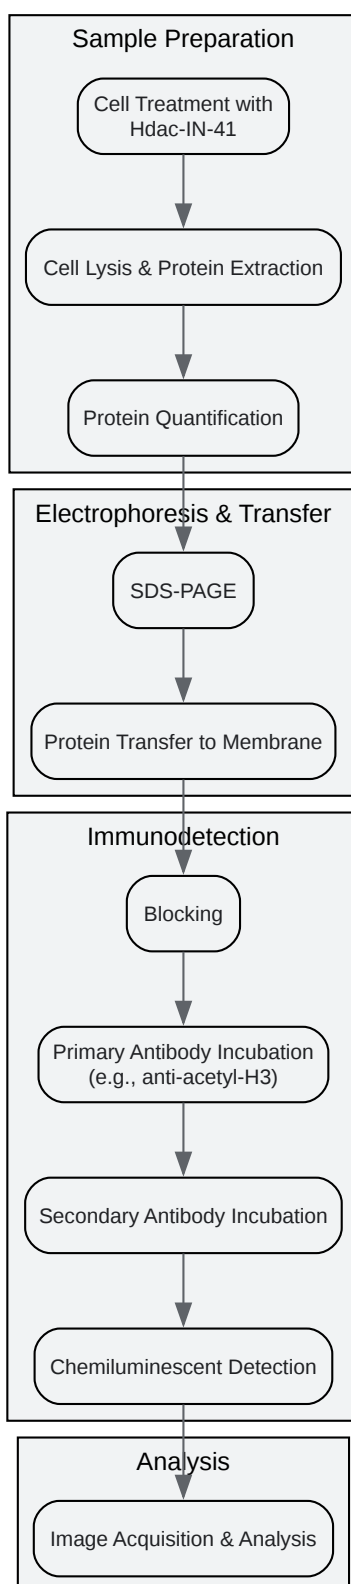 Sample Preparation
Cell Treatment with
Hdac-IN-41
Cell Lysis & Protein Extraction
Protein Quantification
Electrophoresis & Transfer
SDS-PAGE
Protein Transfer to Membrane
Immunodetection
Blocking
Primary Antibody Incubation
(e.g., anti-acetyl-H3)
Secondary Antibody Incubation
Chemiluminescent Detection
Analysis
Image Acquisition & Analysis